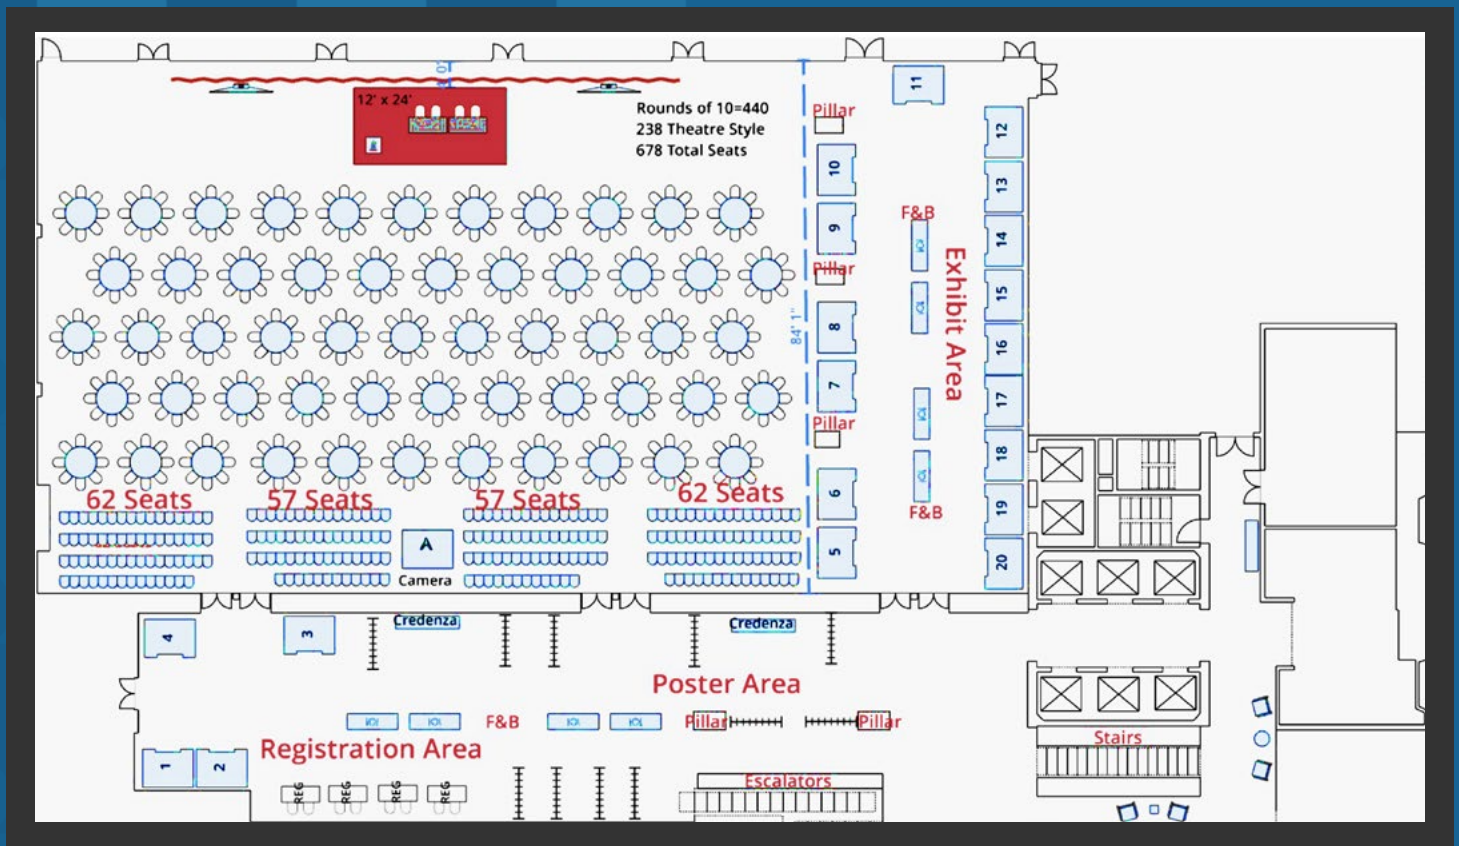 12' x 24'
Rounds of 10=440
238 Theatre Style
678 Total Seats
11
Pillar
12
10
13
F&B
9
14
Pillar
Exhibit Area
15
84' 1"
8
16
7
17
Pillar
18
62 Seats
57 Seats
57 Seats
62 Seats
6
19
F&B
A
Camera
5
20
4
3
Credenza
Credenza
Poster Area
F&B
Pillar
Pillar
Registration Area
Stairs
1
2
Escalators
REG
REG
REG
REG